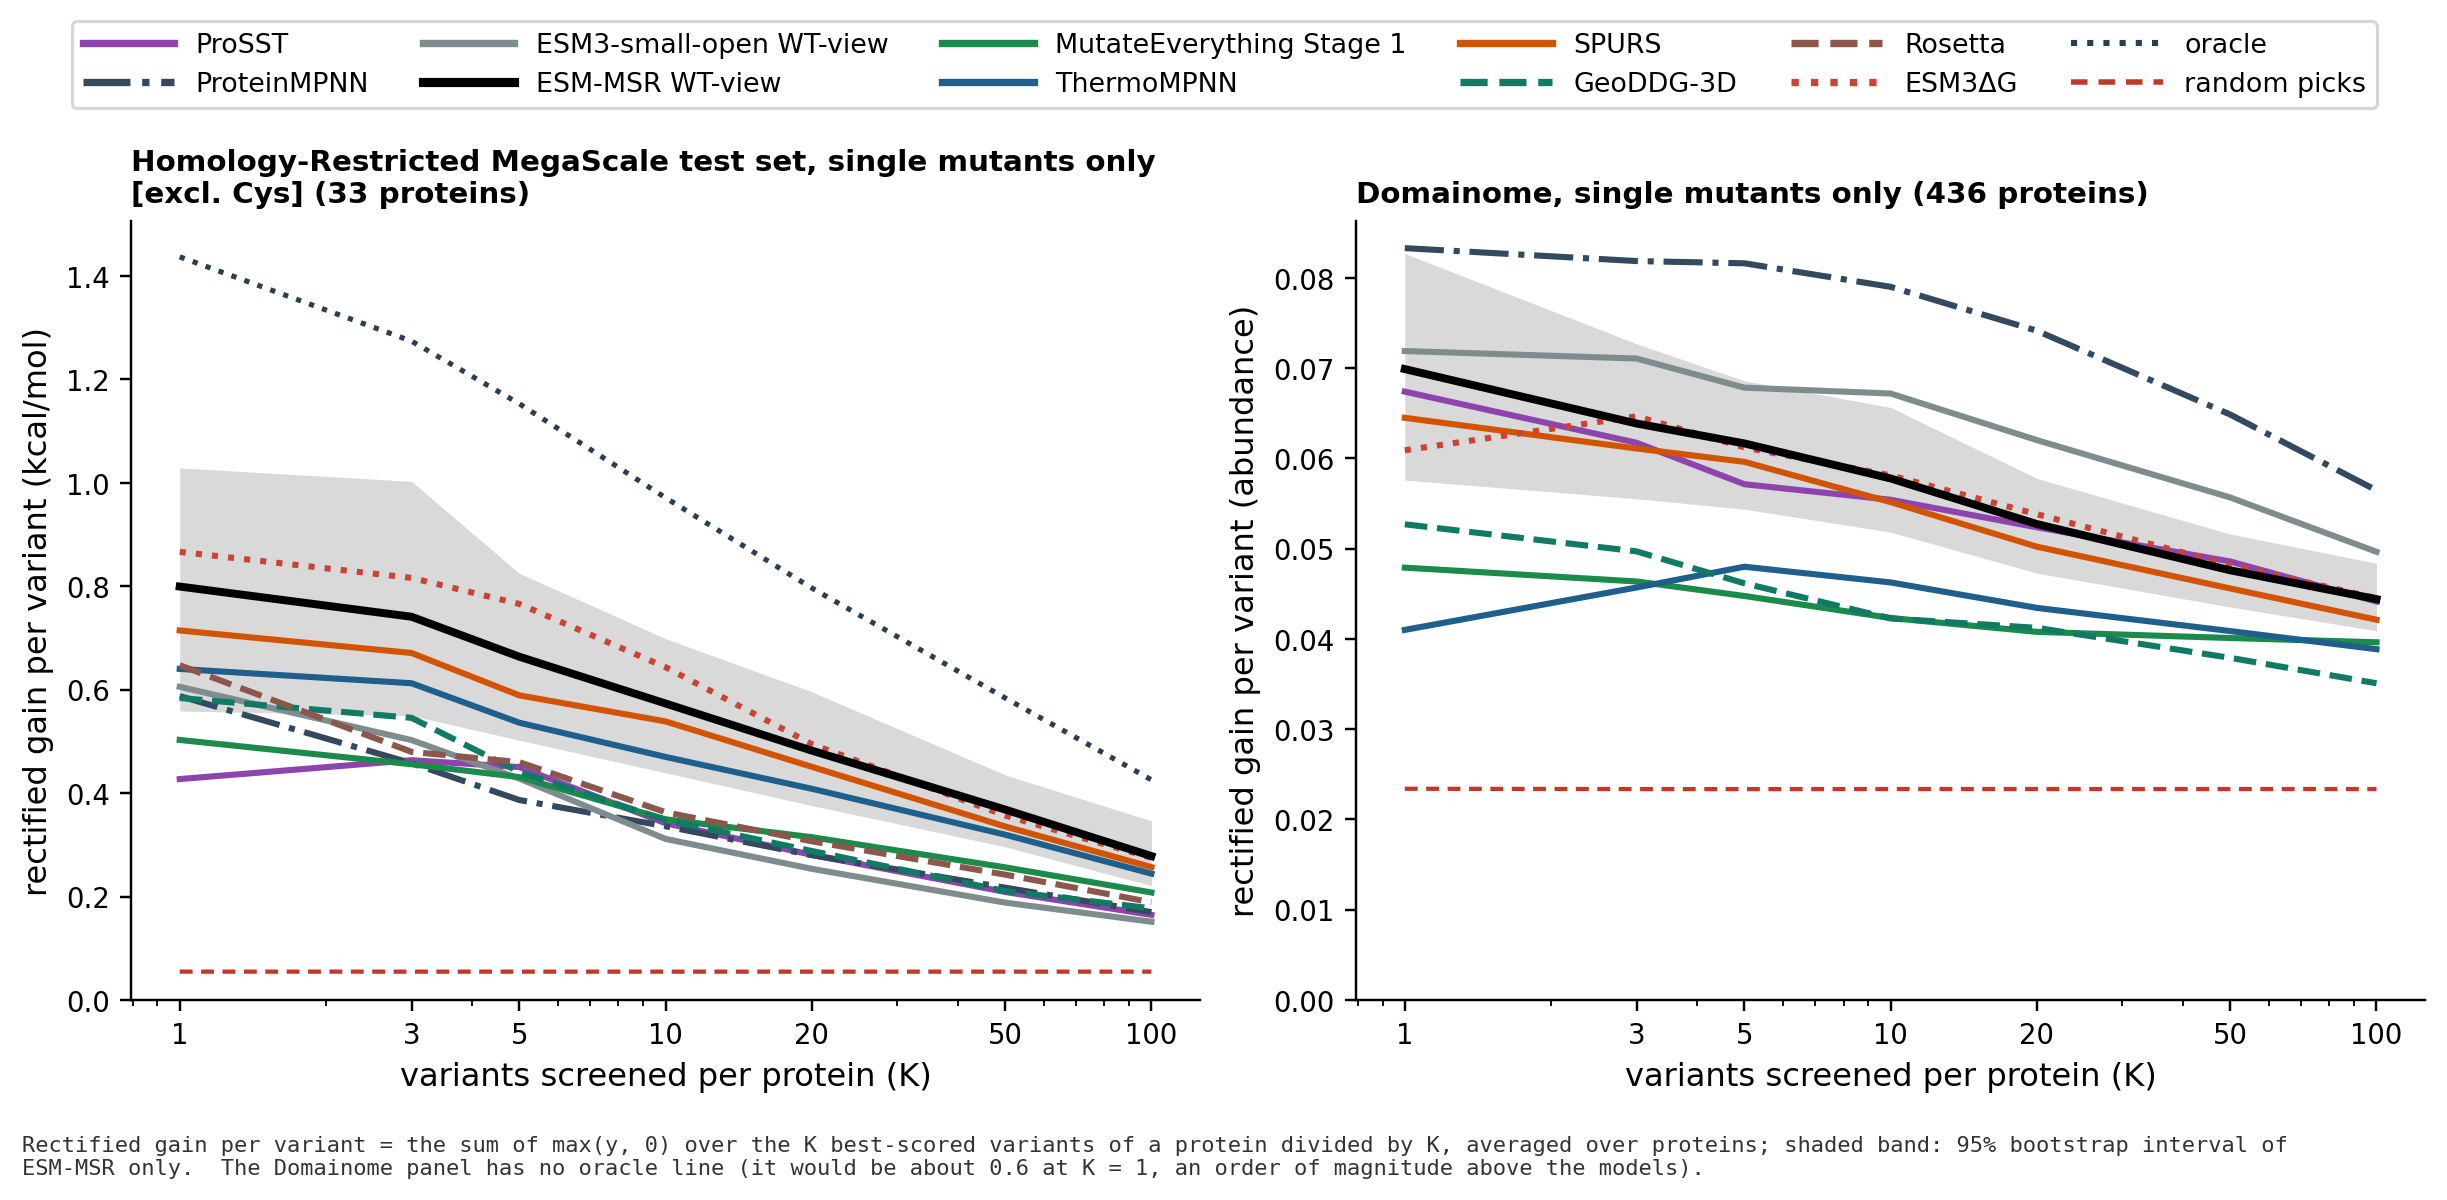 ProSST
ProteinMPNN
ESM3-small-open WT-view
ESM-MSR WT-view
MutateEverything Stage 1
ThermoMPNN
SPURS
GeoDDG-3D
Rosetta
ESM3ΔG
oracle
random picks
Homology-Restricted MegaScale test set, single mutants only
[excl. Cys] (33 proteins)
rectified gain per variant (kcal/mol)
1.4
1.2
1.0
0.8
0.6
0.4
0.2
0.0
1 3 5 10 20 50 100
variants screened per protein (K)
Domainome, single mutants only (436 proteins)
rectified gain per variant (abundance)
0.08
0.07
0.06
0.05
0.04
0.03
0.02
0.01
0.00
1 3 5 10 20 50 100
variants screened per protein (K)
Rectified gain per variant = the sum of max(y, 0) over the K best-scored variants of a protein divided by K, averaged over proteins; shaded band: 95% bootstrap interval of
ESM-MSR only.  The Domainome panel has no oracle line (it would be about 0.6 at K = 1, an order of magnitude above the models).